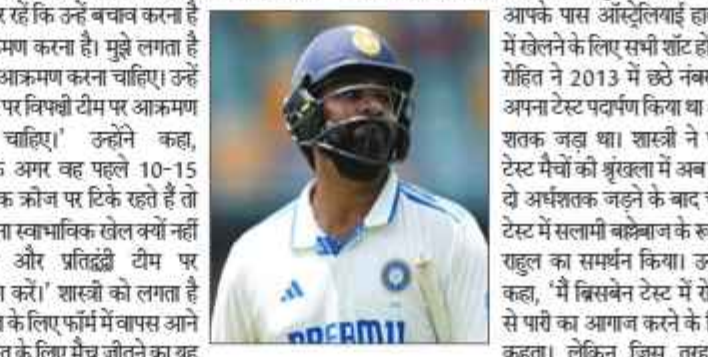 रहें कि उन्हें बचाव करना है
करना है। मुझे लगता है
आक्रमण करना चाहिए। उन्हें
पर विपक्षी टीम पर आक्रमण
चाहिए।' उन्होंने कहा,
अगर वह पहले 10-15
क्रीज पर टिके रहते हैं तो
स्वाभाविक खेल क्यों नहीं
और प्रतिद्वंद्वी टीम पर
करें।' शास्त्री को लगता है
के लिए फॉर्म में वापस आने
के लिए मैच जीतने का यह
DREAM11
आपके पास ऑस्ट्रेलियाई
में खेलने के लिए सभी शॉट
रोहित ने 2013 में छठे नंबर
अपना टेस्ट पदार्पण किया था
शतक जड़ा था। शास्त्री ने
टेस्ट मैचों की श्रृंखला में अब
दो अर्धशतक जड़ने के बाद
टेस्ट में सलामी बल्लेबाज के
राहुल का समर्थन किया।
कहा, 'मैं ब्रिसबेन टेस्ट में
से पारी का आगाज करने के
कहता। लेकिन जिस तरह